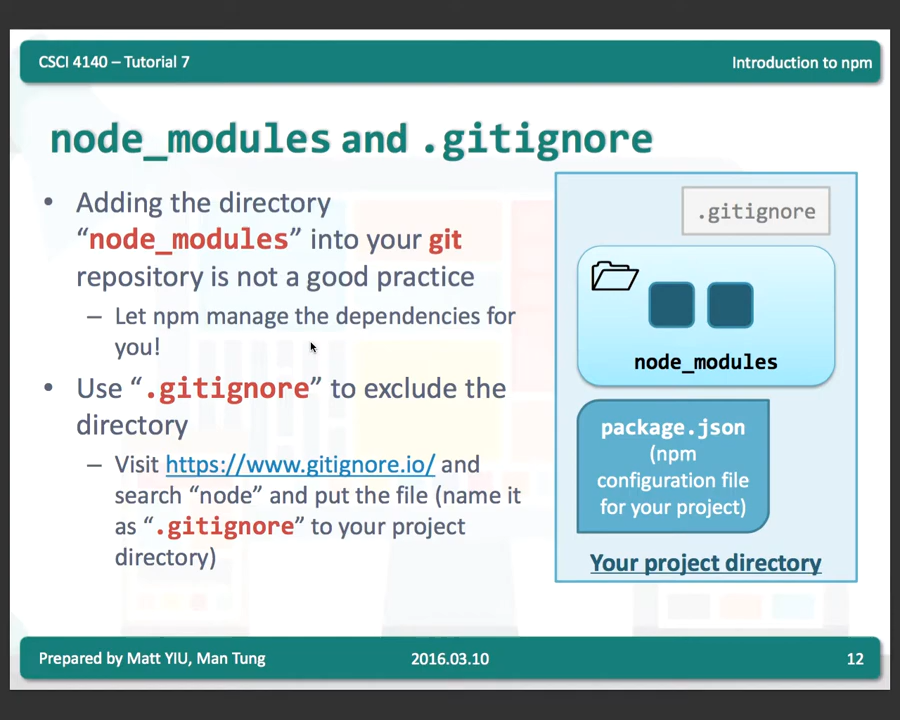 CSCI 4140 – Tutorial 7
Introduction to npm
node_modules and .gitignore
• Adding the directory
“node_modules” into your git
repository is not a good practice
– Let npm manage the dependencies for
you!
• Use “.gitignore” to exclude the
directory
– Visit https://www.gitignore.io/ and
search “node” and put the file (name it
as “.gitignore” to your project
directory)
.gitignore
node_modules
package.json
(npm
configuration file
for your project)
Your project directory
Prepared by Matt YIU, Man Tung
2016.03.10
12